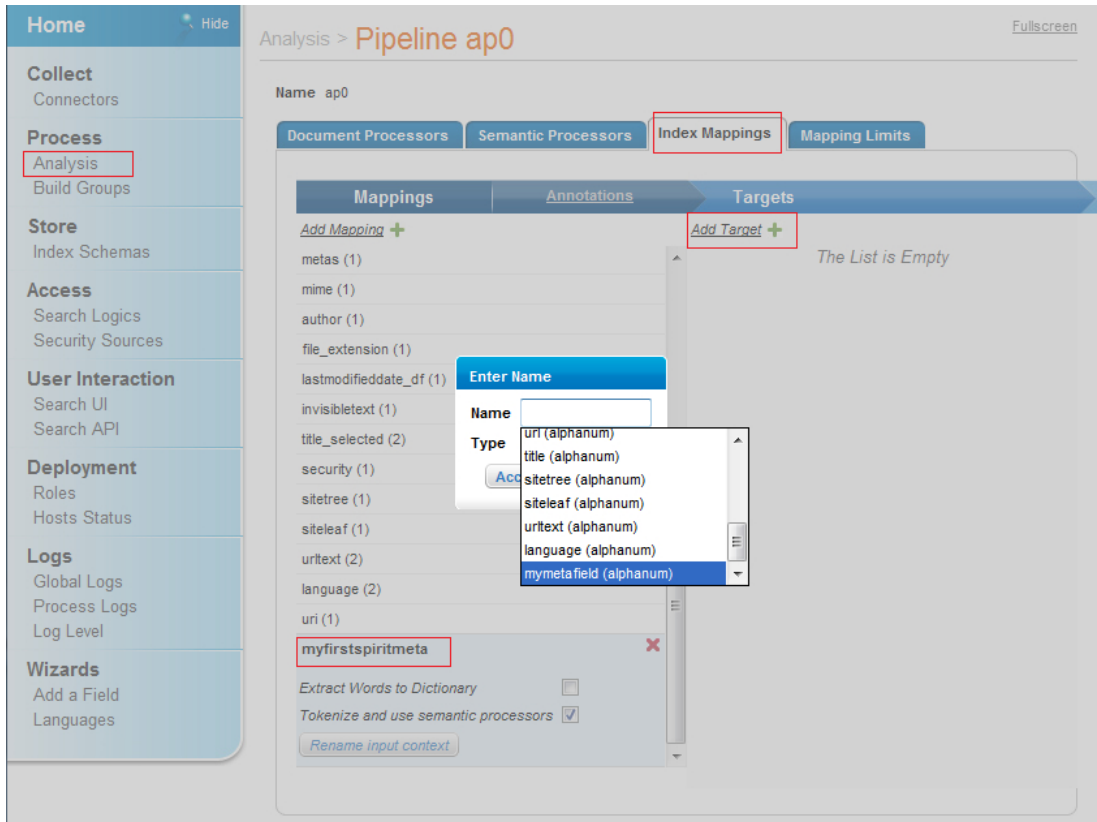 Home
Hide
Collect
Connectors
Process
Analysis
Build Groups
Store
Index Schemas
Access
Search Logics
Security Sources
User Interaction
Search UI
Search API
Deployment
Roles
Hosts Status
Logs
Global Logs
Process Logs
Log Level
Wizards
Add a Field
Languages
Analysis > Pipeline ap0
Fullscreen
Name ap0
Document Processors
Semantic Processors
Index Mappings
Mapping Limits
Mappings
Annotations
Targets
Add Mapping
metas (1)
mime (1)
author (1)
file_extension (1)
lastmodifieddate_df (1)
invisibletext (1)
title_selected (2)
security (1)
sitetree (1)
siteleaf (1)
urltext (2)
language (2)
uri (1)
myfirstspiritmeta
Extract Words to Dictionary
Tokenize and use semantic processors
Rename input context
Add Target
The List is Empty
Enter Name
Name
Type
Acc
url (alphanum)
title (alphanum)
sitetree (alphanum)
siteleaf (alphanum)
urltext (alphanum)
language (alphanum)
mymetafield (alphanum)